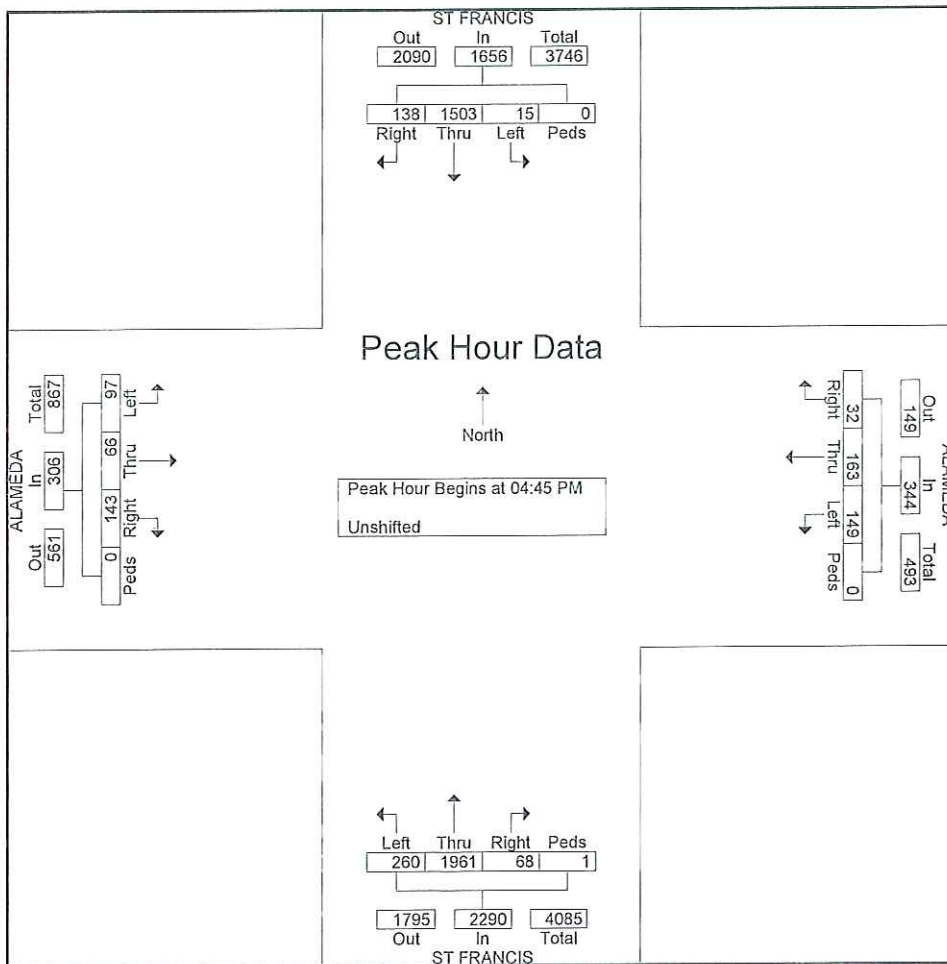 ST FRANCIS
Out In Total
2090 1656 3746
138 1503 15 0
Right Thru Left Peds
Peak Hour Data
North
Peak Hour Begins at 04:45 PM
Unshifted
ALAMEDA
Total In Out
867 306 561
97 66 143 0
Left Thru Right Peds
ALAMEDA
Out In Total
149 344 493
32 163 149 0
Right Thru Left Peds
Left Thru Right Peds
260 1961 68 1
1795 2290 4085
Out In Total
ST FRANCIS